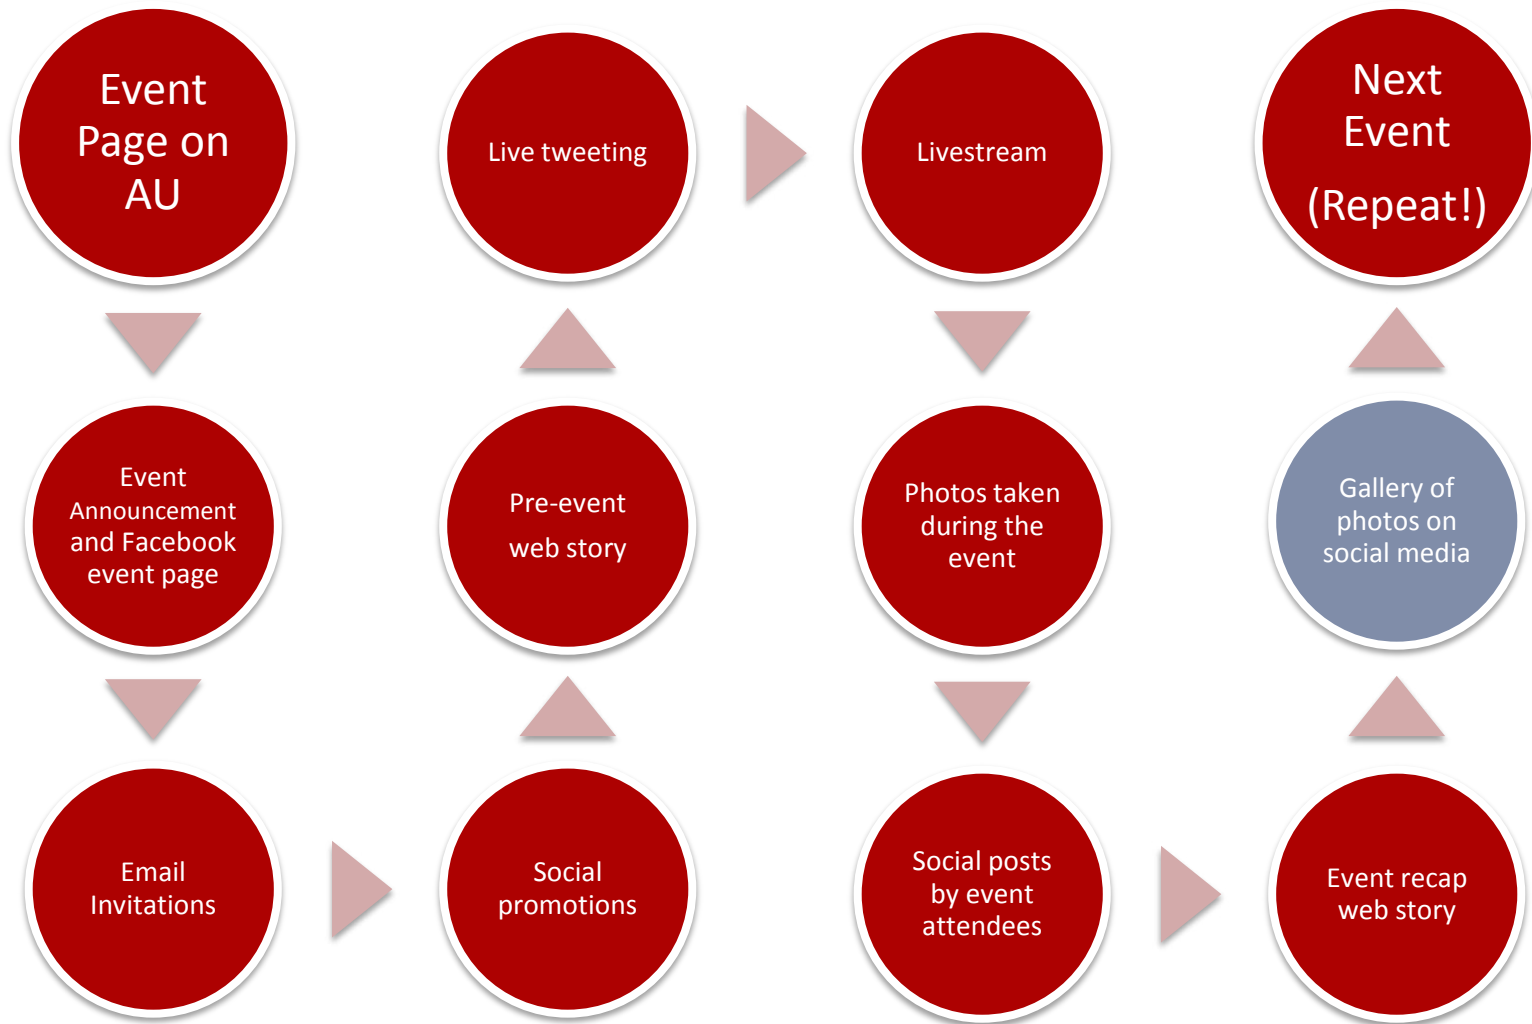 Event
Page on
AU
Event
Announcement
and Facebook
event page
Email
Invitations
Social
promotions
Pre-event
web story
Live tweeting
Livestream
Photos taken
during the
event
Social posts
by event
attendees
Event recap
web story
Gallery of
photos on
social media
Next
Event
(Repeat!)